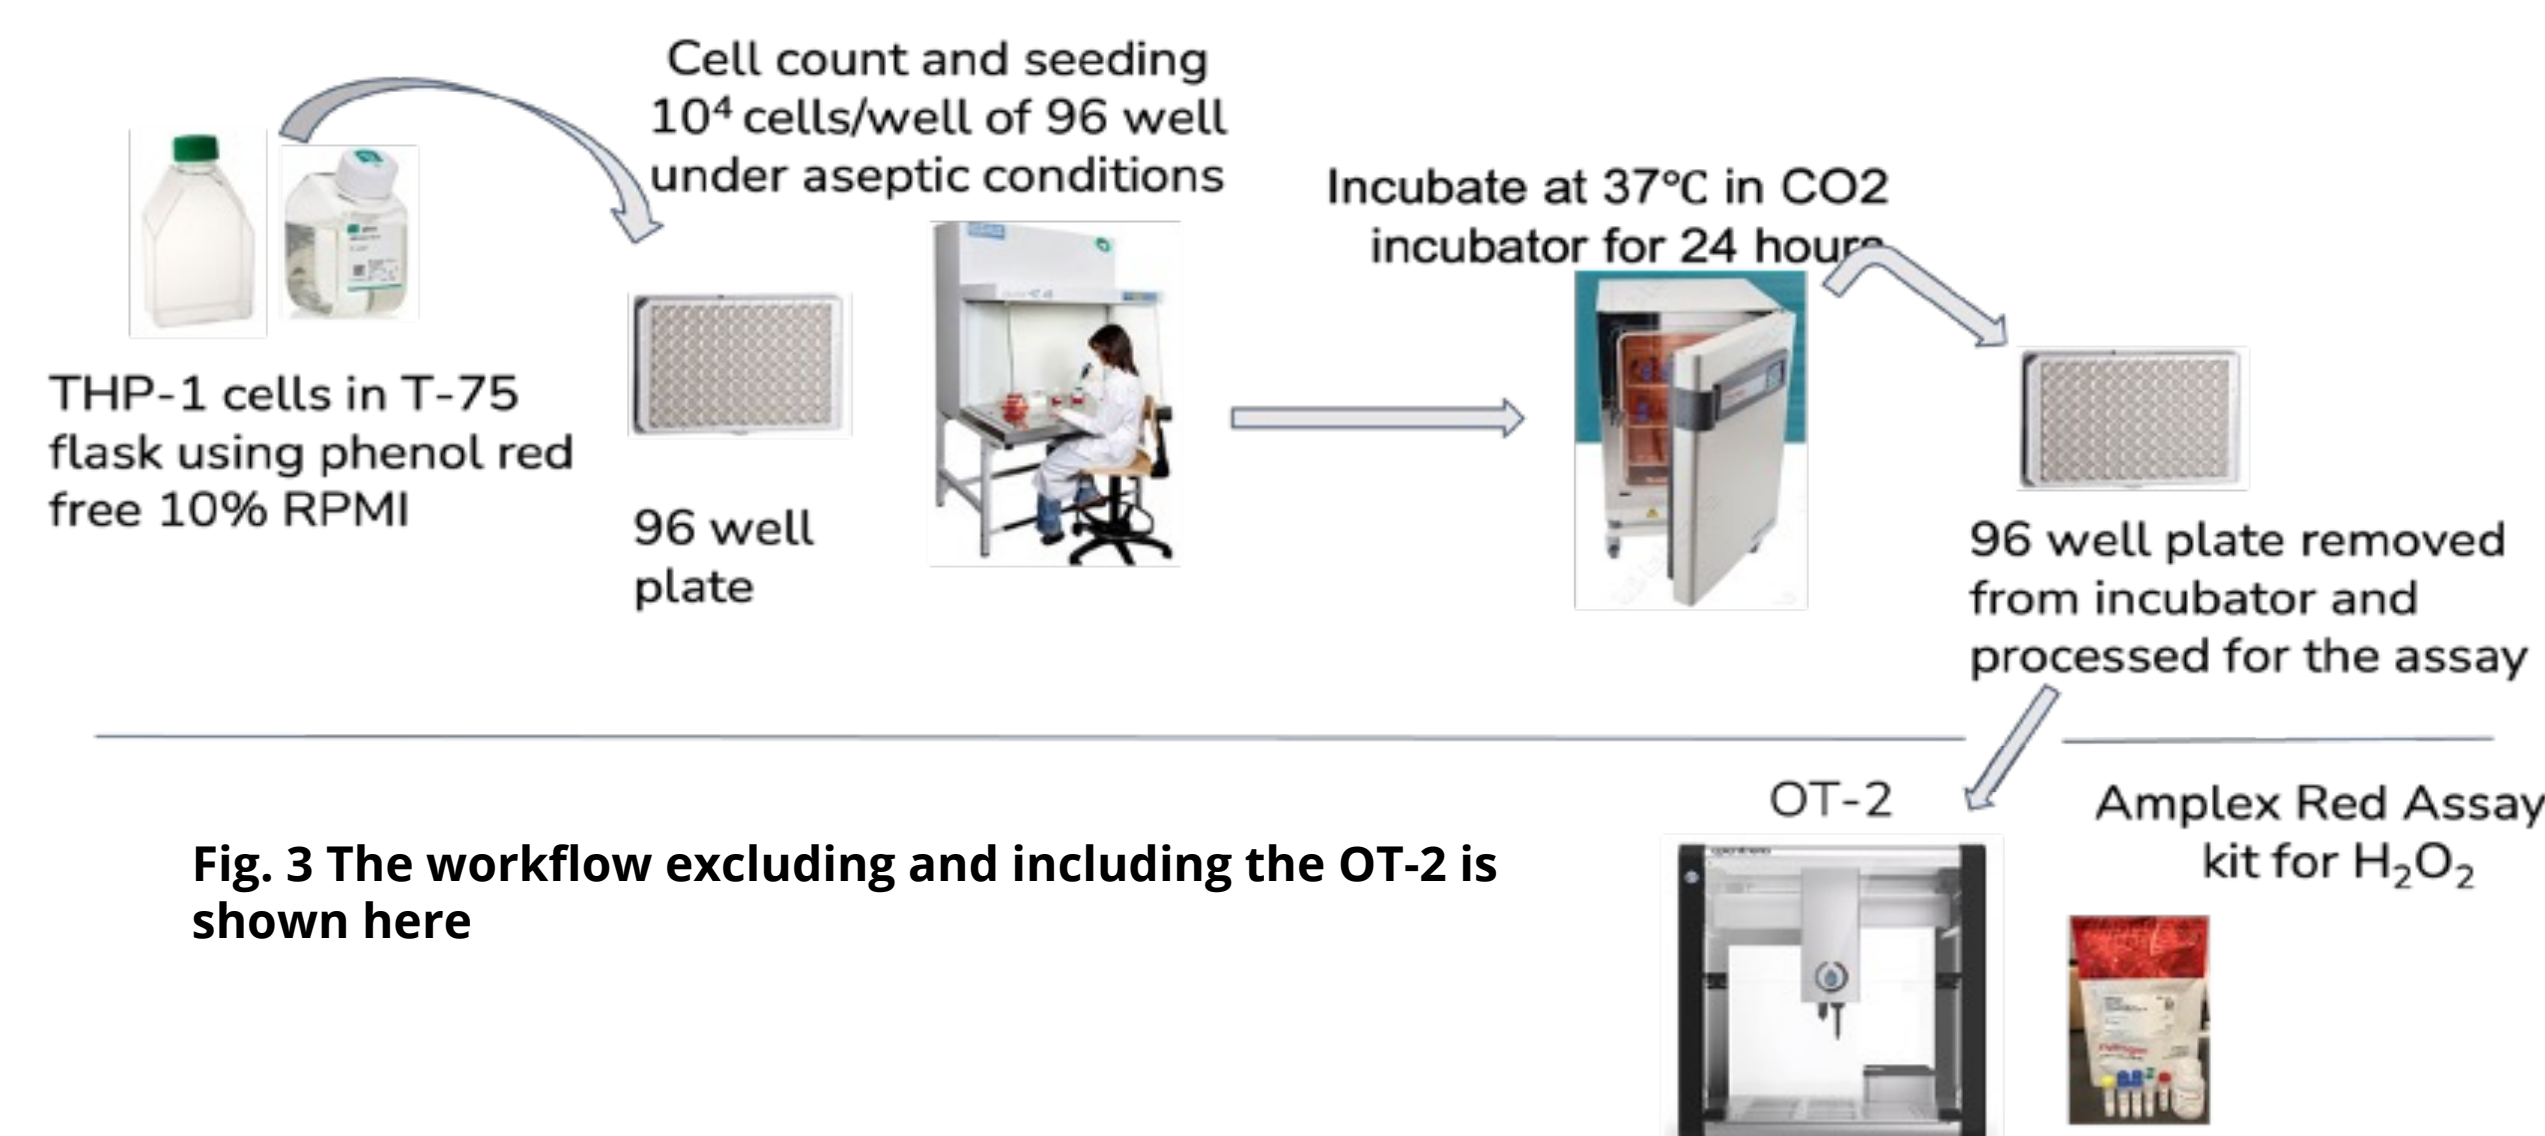 Cell count and seeding
10⁴ cells/well of 96 well
under aseptic conditions
THP-1 cells in T-75
flask using phenol red
free 10% RPMI
96 well
plate
Incubate at 37℃ in CO2
incubator for 24 hours
96 well plate removed
from incubator and
processed for the assay
OT-2
Amplex Red Assay
kit for H₂O₂
Fig. 3 The workflow excluding and including the OT-2 is
shown here